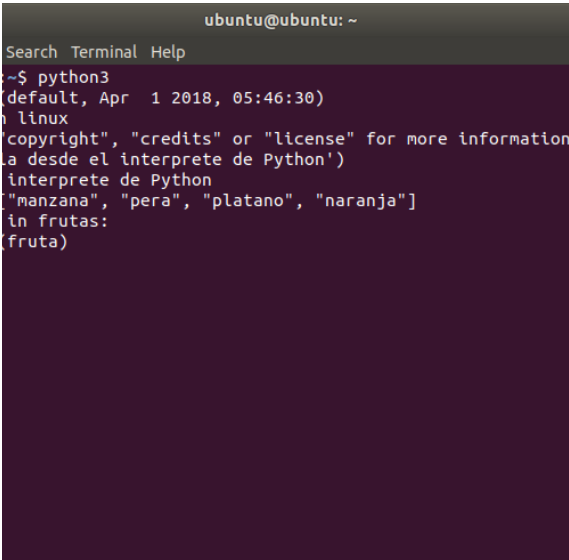 ubuntu@ubuntu: ~
Search Terminal Help
:~$ python3
(default, Apr  1 2018, 05:46:30)
linux
"copyright", "credits" or "license" for more information
la desde el interprete de Python')
interprete de Python
["manzana", "pera", "platano", "naranja"]
in frutas:
(fruta)